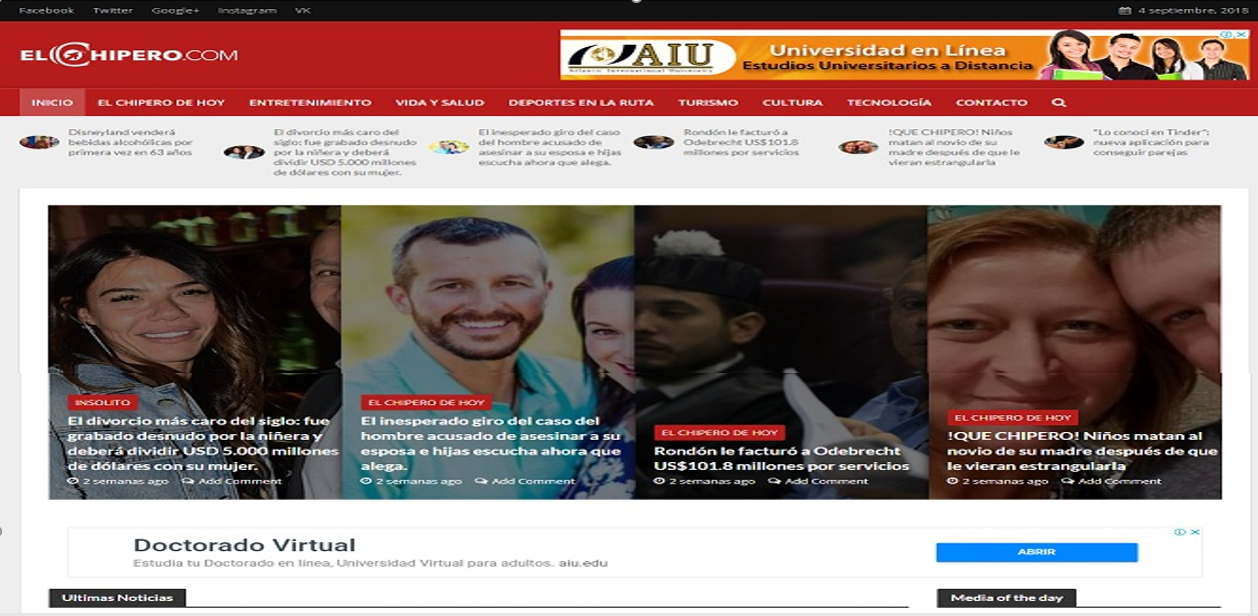 Facebook Twitter Google+ Instagram VK 4 septiembre, 2018
EL CHIPERO.COM
AIU
Atlantic International University
Universidad en Línea
Estudios Universitarios a Distancia
INICIO EL CHIPERO DE HOY ENTRETENIMIENTO VIDA Y SALUD DEPORTES EN LA RUTA TURISMO CULTURA TECNOLOGÍA CONTACTO
Disneyland venderá
bebidas alcohólicas por
primera vez en 63 años
El divorcio más caro del
siglo: fue grabado desnudo
por la niñera y deberá
dividir USD 5.000 millones
de dólares con su mujer.
El inesperado giro del caso
del hombre acusado de
asesinar a su esposa e hijas
escucha ahora que alega.
Rondón le facturó a
Odebrecht US$101.8
millones por servicios
!QUE CHIPERO! Niños
matan al novio de su
madre después de que le
vieran estrangularla
"Lo conocí en Tinder":
nueva aplicación para
conseguir parejas
INSOLITO
El divorcio más caro del siglo: fue
grabado desnudo por la niñera y
deberá dividir USD 5.000 millones
de dólares con su mujer.
2 semanas ago Add Comment
EL CHIPERO DE HOY
El inesperado giro del caso del
hombre acusado de asesinar a su
esposa e hijas escucha ahora que
alega.
2 semanas ago Add Comment
EL CHIPERO DE HOY
Rondón le facturó a Odebrecht
US$101.8 millones por servicios
2 semanas ago Add Comment
EL CHIPERO DE HOY
!QUE CHIPERO! Niños matan al
novio de su madre después de que
le vieran estrangularla
2 semanas ago Add Comment
Doctorado Virtual
Estudia tu Doctorado en línea, Universidad Virtual para adultos. aiu.edu
ABRIR
Ultimas Noticias
Media of the day